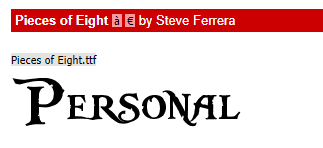 Pieces of Eight à € by Steve Ferrera
Pieces of Eight.ttf
Personal